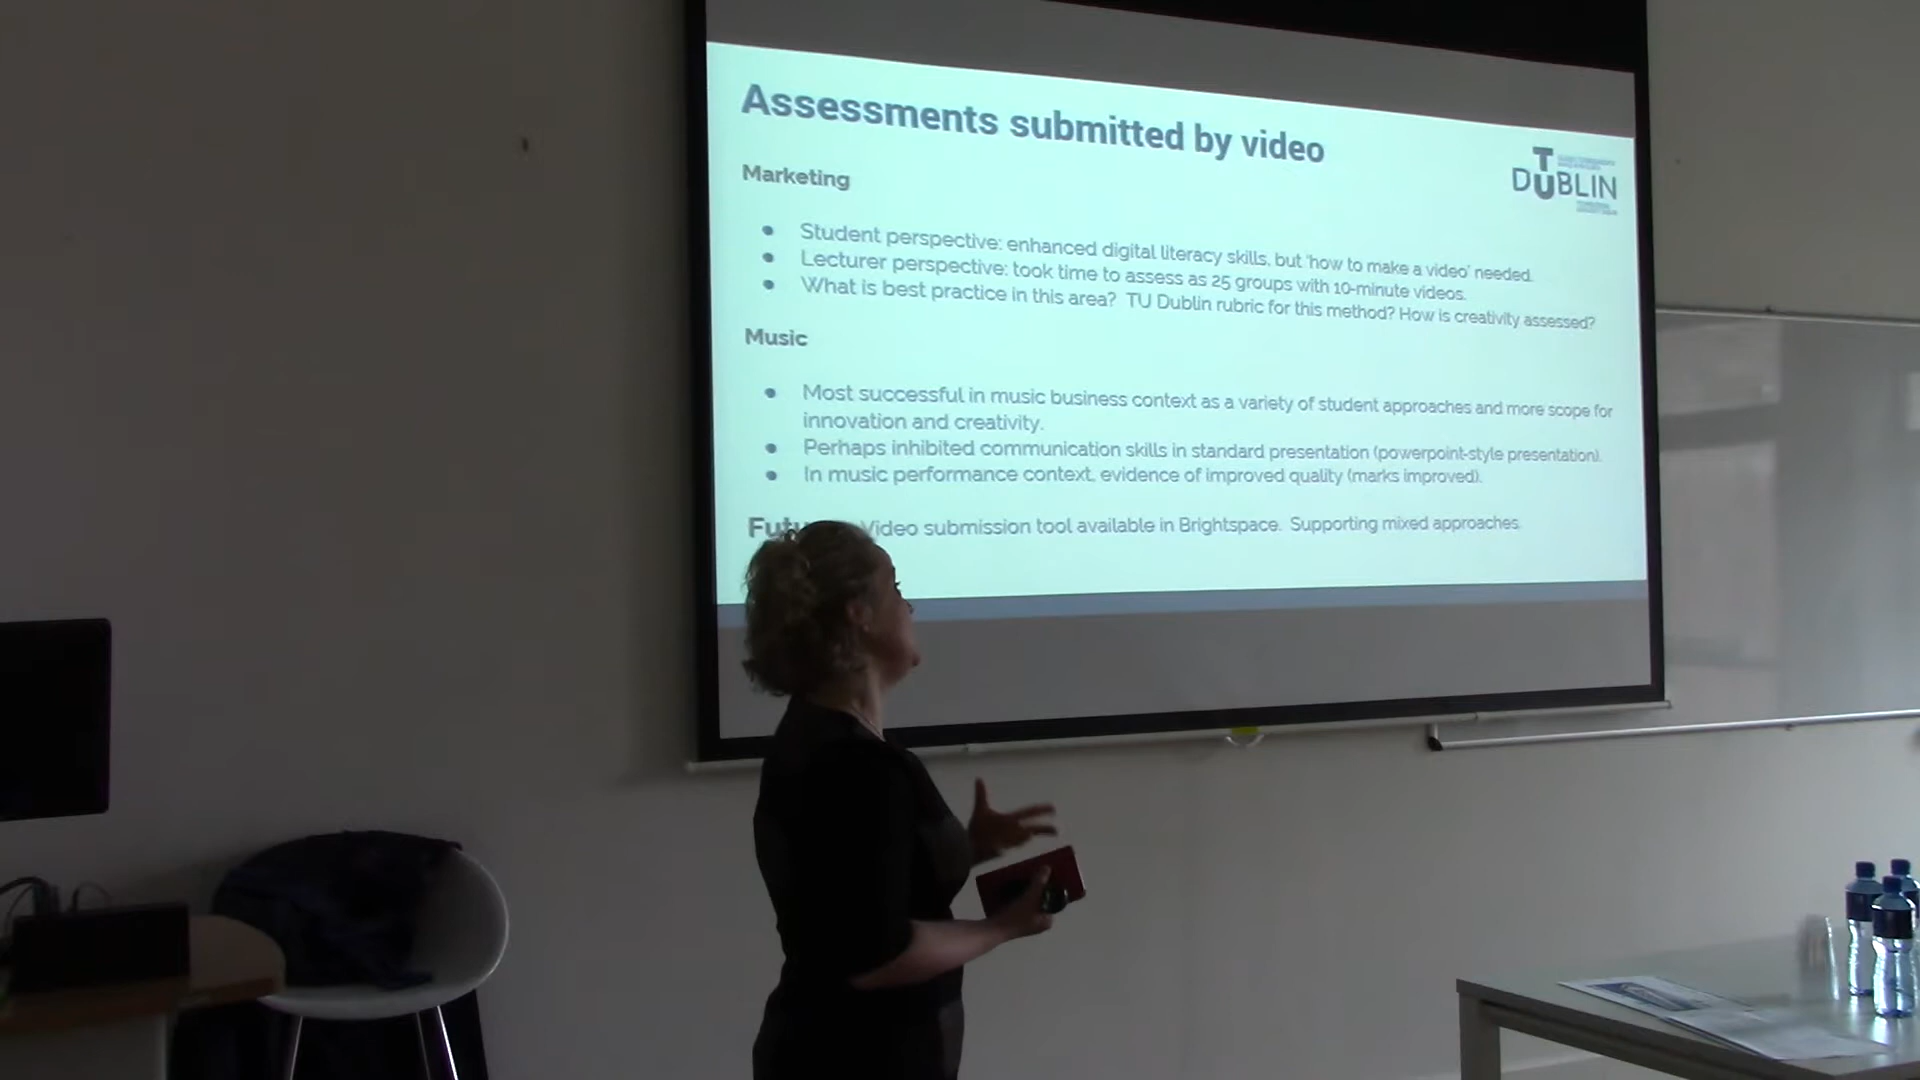 Assessments submitted by video
TU
DUBLIN
Marketing
● Student perspective: enhanced digital literacy skills, but 'how to make a video' needed.
● Lecturer perspective: took time to assess as 25 groups with 10-minute videos.
● What is best practice in this area? TU Dublin rubric for this method? How is creativity assessed?
Music
● Most successful in music business context as a variety of student approaches and more scope for
innovation and creativity.
● Perhaps inhibited communication skills in standard presentation (powerpoint-style presentation).
● In music performance context, evidence of improved quality (marks improved).
Video submission tool available in Brightspace. Supporting mixed approaches.